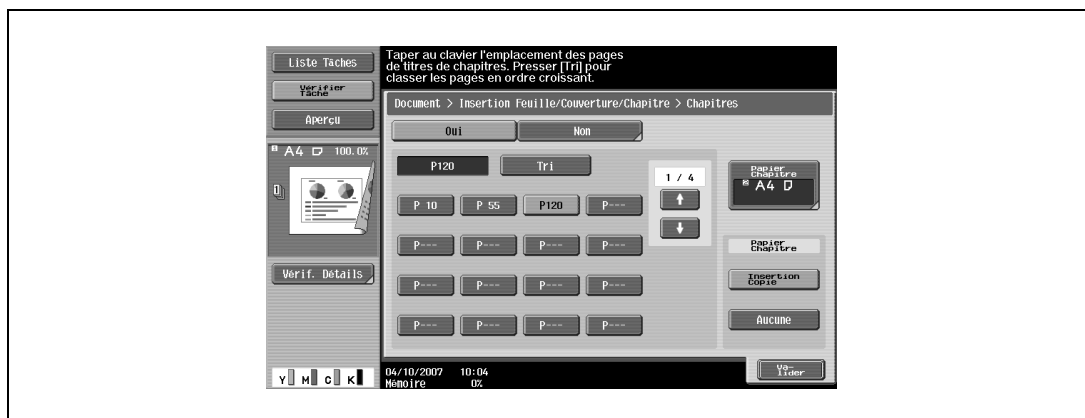 Liste Tâches
Vérifier
Tâche
Aperçu
A4 100.0%
1
Vérif. Détails
Y M C K
Taper au clavier l'emplacement des pages
de titres de chapitres. Presser [Tri] pour
classer les pages en ordre croissant.
Document > Insertion Feuille/Couverture/Chapitre > Chapitres
Oui Non
P120 Tri
1 / 4
P 10 P 55 P120 P---
P--- P--- P--- P---
P--- P--- P--- P---
P--- P--- P--- P---
Papier
Chapitre
A4
Papier
Chapitre
Insertion
Copie
Aucune
04/10/2007 10:04
Mémoire 0%
Va-
lider